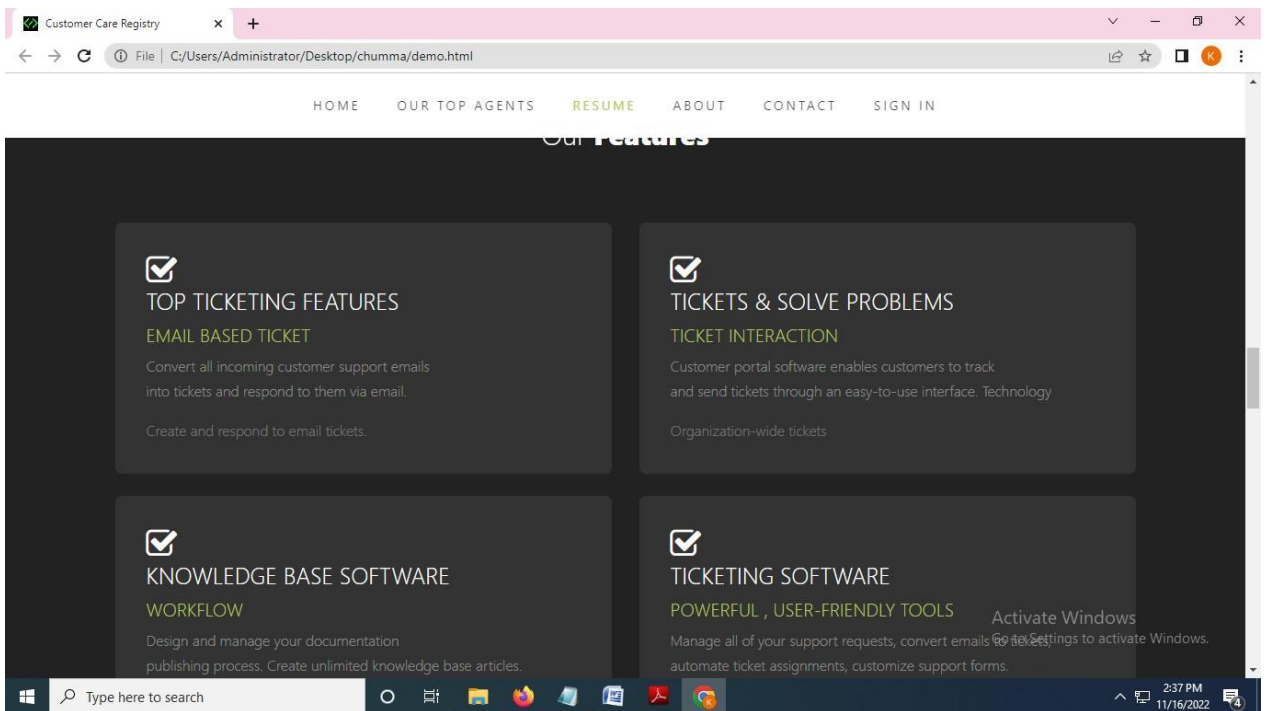 Customer Care Registry
File | C:/Users/Administrator/Desktop/chumma/demo.html
K
HOME OUR TOP AGENTS RESUME ABOUT CONTACT SIGN IN
Our Features
TOP TICKETING FEATURES
EMAIL BASED TICKET
Convert all incoming customer support emails
into tickets and respond to them via email.
Create and respond to email tickets.
TICKETS & SOLVE PROBLEMS
TICKET INTERACTION
Customer portal software enables customers to track
and send tickets through an easy-to-use interface. Technology
Organization-wide tickets
KNOWLEDGE BASE SOFTWARE
WORKFLOW
Design and manage your documentation
publishing process. Create unlimited knowledge base articles.
TICKETING SOFTWARE
POWERFUL , USER-FRIENDLY TOOLS
Manage all of your support requests, convert emails to tickets,
automate ticket assignments, customize support forms.
Activate Windows
Go to Settings to activate Windows.
Type here to search
2:37 PM
11/16/2022
4